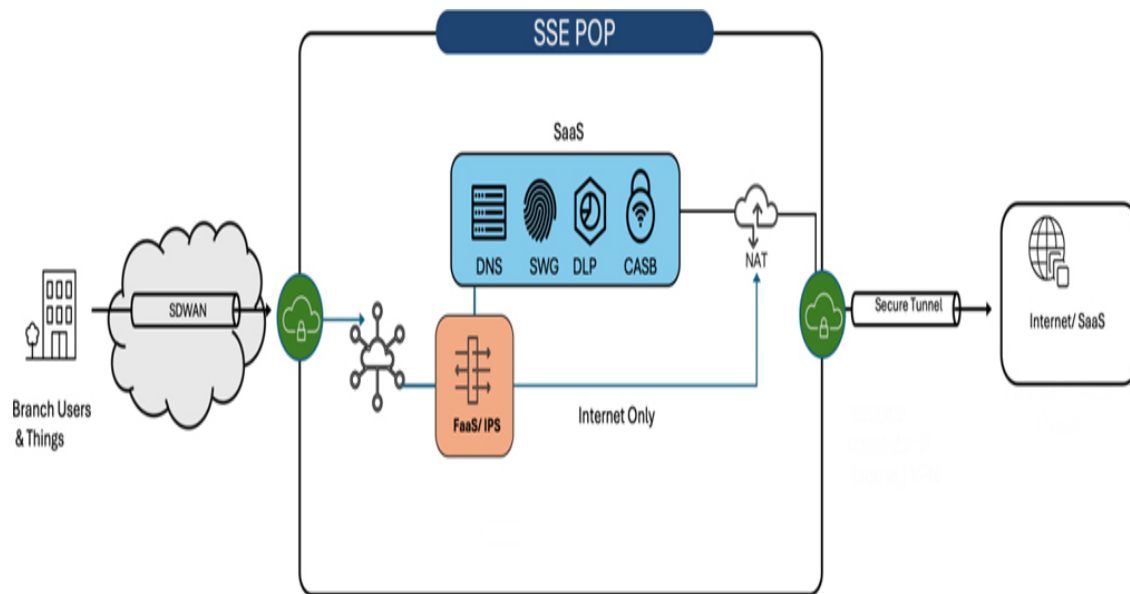 SSE POP
SaaS
DNS SWG DLP CASB
NAT
SDWAN
Secure Tunnel
Internet/ SaaS
Branch Users
& Things
FaaS/ IPS
Internet Only